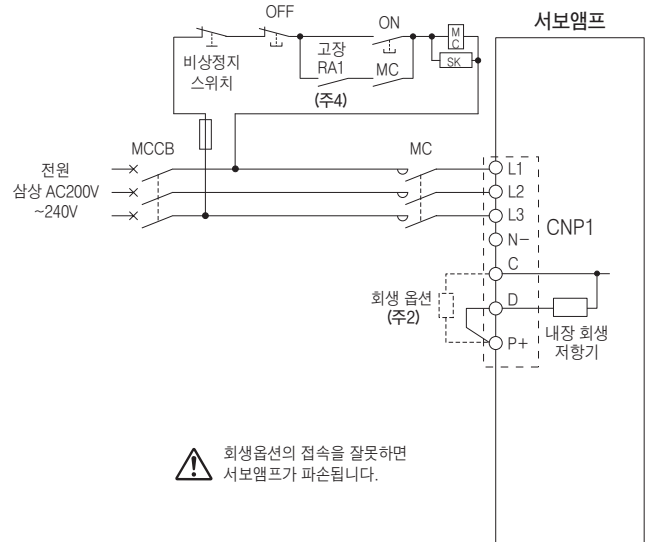 서보앰프
OFF
ON
비상정지
스위치
고장
RA1
(주4)
MC
M
C
SK
MCCB
MC
전원
삼상 AC200V
~240V
L1
L2
L3
N−
CNP1
C
D
P+
회생 옵션
(주2)
내장 회생
저항기
회생옵션의 접속을 잘못하면
서보앰프가 파손됩니다.